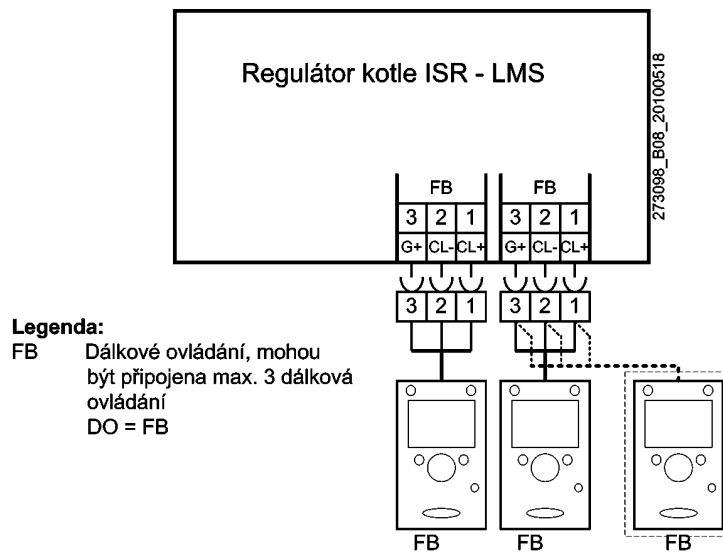 Regulátor kotle ISR - LMS
273098_B08_20100518
FB FB
3 2 1 3 2 1
G+ CL- CL+ G+ CL- CL+
3 2 1 3 2 1
Legenda:
FB Dálkové ovládání, mohou
být připojena max. 3 dálková
ovládání
DO = FB
FB FB FB